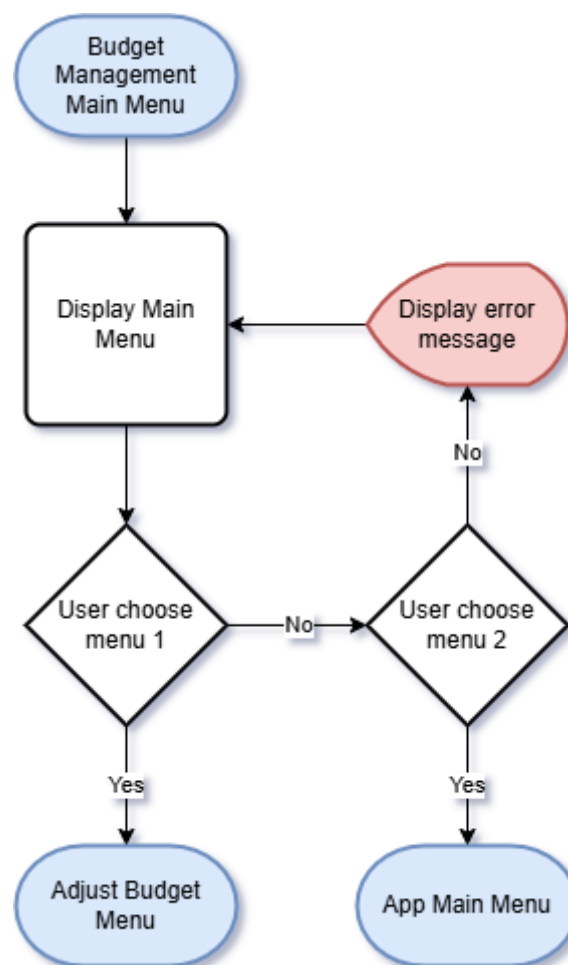 Budget
Management
Main Menu
Display Main
Menu
Display error
message
No
User choose
menu 1
No
User choose
menu 2
Yes
Yes
Adjust Budget
Menu
App Main Menu